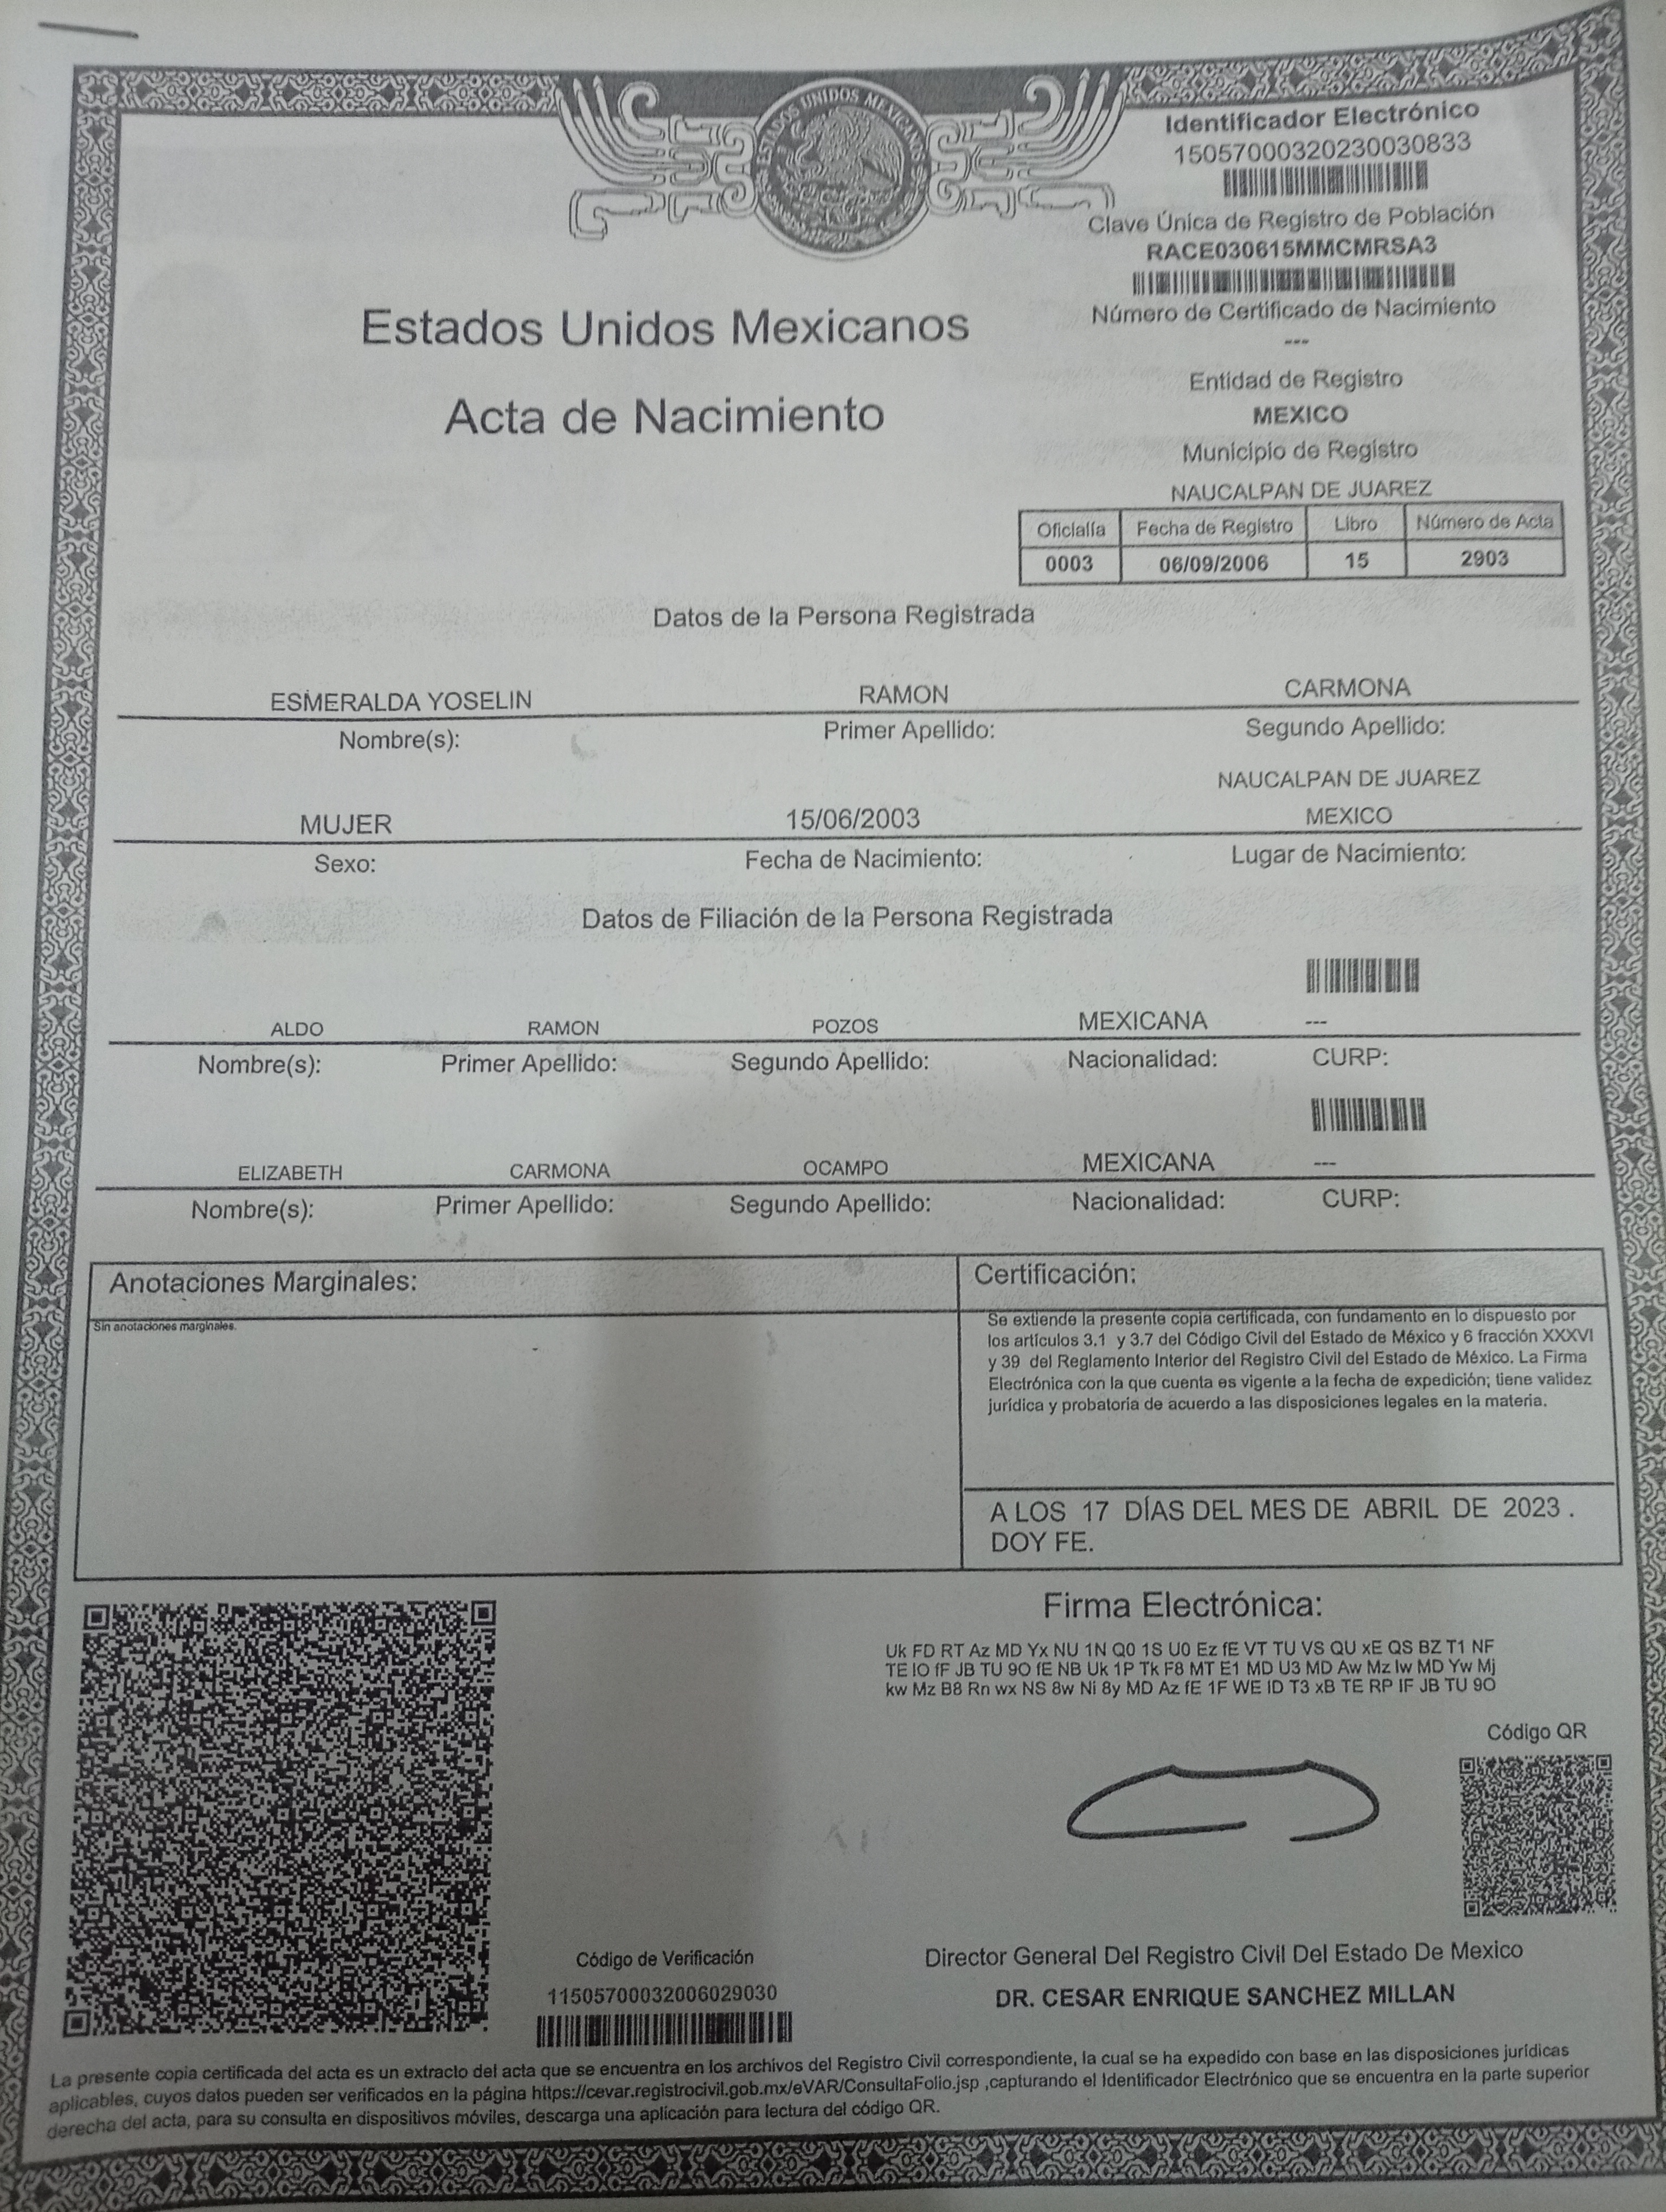 ESTADOS UNIDOS MEXICANOS
Identificador Electrónico
15057000320230030833
Clave Única de Registro de Población
RACE030615MMCMRSA3
Número de Certificado de Nacimiento
---
Estados Unidos Mexicanos
Acta de Nacimiento
Entidad de Registro
MEXICO
Municipio de Registro
NAUCALPAN DE JUAREZ
Oficialía Fecha de Registro Libro Número de Acta
0003 06/09/2006 15 2903
Datos de la Persona Registrada
ESMERALDA YOSELIN RAMON CARMONA
Nombre(s): Primer Apellido: Segundo Apellido:
NAUCALPAN DE JUAREZ
MUJER 15/06/2003 MEXICO
Sexo: Fecha de Nacimiento: Lugar de Nacimiento:
Datos de Filiación de la Persona Registrada
ALDO RAMON POZOS MEXICANA ---
Nombre(s): Primer Apellido: Segundo Apellido: Nacionalidad: CURP:
ELIZABETH CARMONA OCAMPO MEXICANA ---
Nombre(s): Primer Apellido: Segundo Apellido: Nacionalidad: CURP:
Anotaciones Marginales:
Sin anotaciones marginales.
Certificación:
Se extiende la presente copia certificada, con fundamento en lo dispuesto por
los artículos 3.1 y 3.7 del Código Civil del Estado de México y 6 fracción XXXVI
y 39 del Reglamento Interior del Registro Civil del Estado de México. La Firma
Electrónica con la que cuenta es vigente a la fecha de expedición; tiene validez
jurídica y probatoria de acuerdo a las disposiciones legales en la materia.
A LOS 17 DÍAS DEL MES DE ABRIL DE 2023 .
DOY FE.
Firma Electrónica:
Uk FD RT Az MD Yx NU 1N Q0 1S U0 Ez fE VT TU VS QU xE QS BZ T1 NF
TE lO fF JB TU 9O fE NB Uk 1P Tk F8 MT E1 MD U3 MD Aw Mz Iw MD Yw Mj
kw Mz B8 Rn wx NS 8w Ni 8y MD Az fE 1F WE lD T3 xB TE RP IF JB TU 9O
Código QR
Código de Verificación
11505700032006029030
Director General Del Registro Civil Del Estado De Mexico
DR. CESAR ENRIQUE SANCHEZ MILLAN
La presente copia certificada del acta es un extracto del acta que se encuentra en los archivos del Registro Civil correspondiente, la cual se ha expedido con base en las disposiciones jurídicas
aplicables, cuyos datos pueden ser verificados en la página https://cevar.registrocivil.gob.mx/eVAR/ConsultaFolio.jsp ,capturando el Identificador Electrónico que se encuentra en la parte superior
derecha del acta, para su consulta en dispositivos móviles, descarga una aplicación para lectura del código QR.